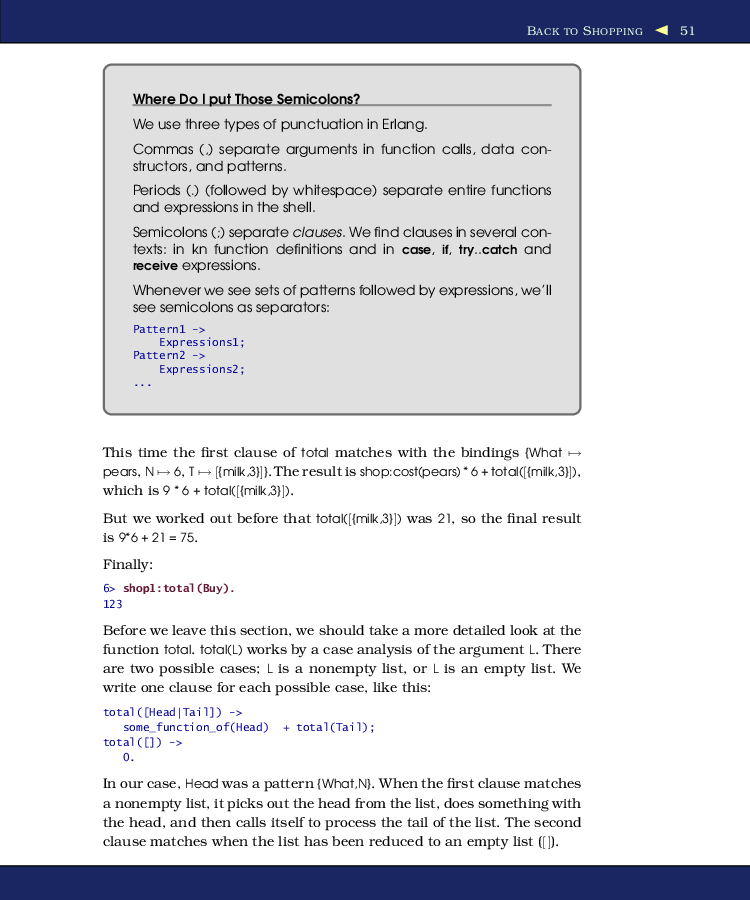 BACK TO SHOPPING ◀ 51
Where Do I put Those Semicolons?
We use three types of punctuation in Erlang.
Commas (,) separate arguments in function calls, data con-
structors, and patterns.
Periods (.) (followed by whitespace) separate entire functions
and expressions in the shell.
Semicolons (;) separate clauses. We find clauses in several con-
texts: in kn function definitions and in case, if, try..catch and
receive expressions.
Whenever we see sets of patterns followed by expressions, we'll
see semicolons as separators:
Pattern1 ->
    Expressions1;
Pattern2 ->
    Expressions2;
...
This time the first clause of total matches with the bindings {What ↦
pears, N ↦ 6, T ↦ [{milk,3}]}. The result is shop:cost(pears) * 6 + total([{milk,3}]),
which is 9 * 6 + total([{milk,3}]).
But we worked out before that total([{milk,3}]) was 21, so the final result
is 9*6 + 21 = 75.
Finally:
6> shop1:total(Buy).
123
Before we leave this section, we should take a more detailed look at the
function total. total(L) works by a case analysis of the argument L. There
are two possible cases; L is a nonempty list, or L is an empty list. We
write one clause for each possible case, like this:
total([Head|Tail]) ->
   some_function_of(Head)  + total(Tail);
total([]) ->
   0.
In our case, Head was a pattern {What,N}. When the first clause matches
a nonempty list, it picks out the head from the list, does something with
the head, and then calls itself to process the tail of the list. The second
clause matches when the list has been reduced to an empty list ([ ]).